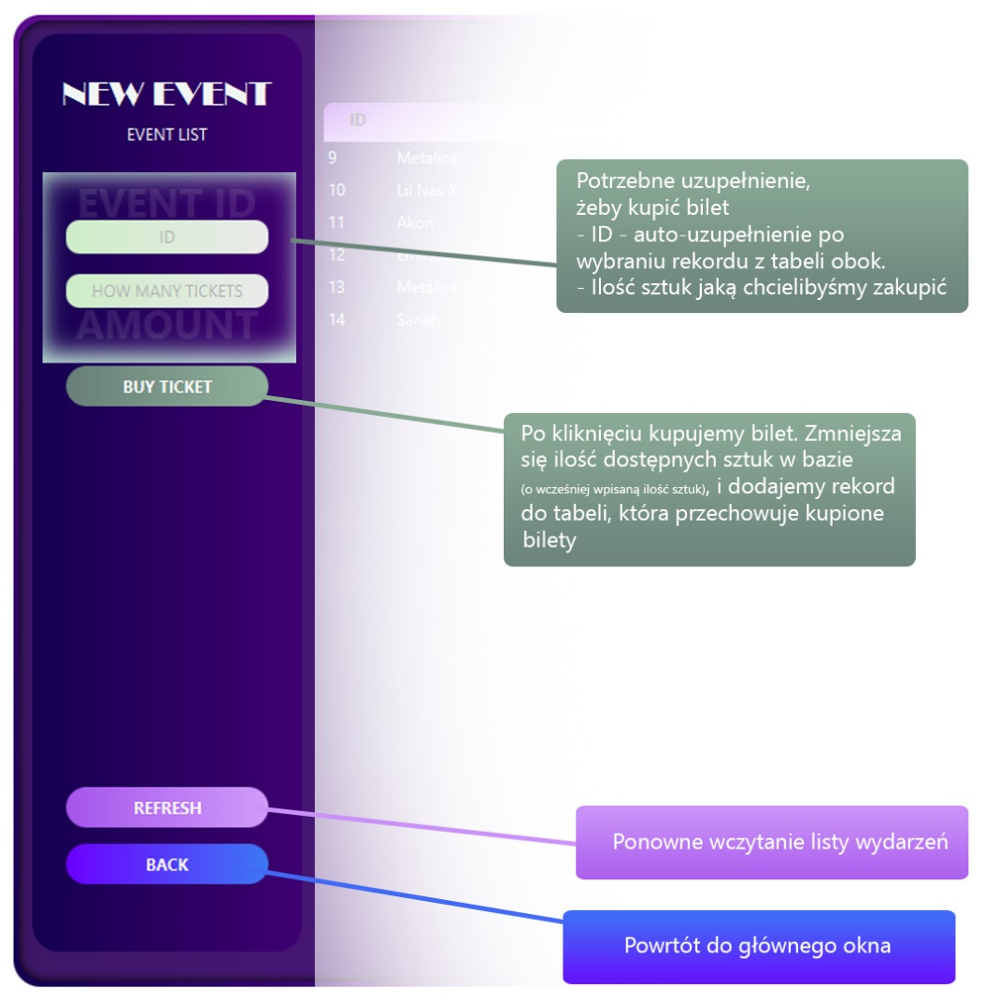 NEW EVENT
EVENT LIST
EVENT ID
ID
HOW MANY TICKETS
AMOUNT
BUY TICKET
REFRESH
BACK
ID
9 Metalica
10 Lil Nas X
11 Akon
12
13 Metalica
14 Sanah
Potrzebne uzupełnienie,
żeby kupić bilet
- ID - auto-uzupełnienie po
wybraniu rekordu z tabeli obok.
- Ilość sztuk jaką chcielibyśmy zakupić
Po kliknięciu kupujemy bilet. Zmniejsza
się ilość dostępnych sztuk w bazie
(o wcześniej wpisaną ilość sztuk), i dodajemy rekord
do tabeli, która przechowuje kupione
bilety
Ponowne wczytanie listy wydarzeń
Powrtót do głównego okna